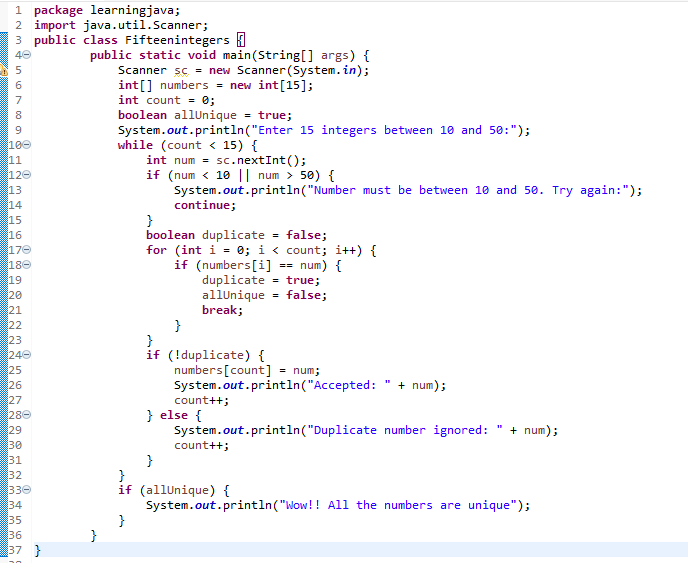 1 package learningjava;
2 import java.util.Scanner;
3 public class Fifteenintegers {
4 public static void main(String[] args) {
5 Scanner sc = new Scanner(System.in);
6 int[] numbers = new int[15];
7 int count = 0;
8 boolean allUnique = true;
9 System.out.println("Enter 15 integers between 10 and 50:");
10 while (count < 15) {
11 int num = sc.nextInt();
12 if (num < 10 || num > 50) {
13 System.out.println("Number must be between 10 and 50. Try again:");
14 continue;
15 }
16 boolean duplicate = false;
17 for (int i = 0; i < count; i++) {
18 if (numbers[i] == num) {
19 duplicate = true;
20 allUnique = false;
21 break;
22 }
23 }
24 if (!duplicate) {
25 numbers[count] = num;
26 System.out.println("Accepted: " + num);
27 count++;
28 } else {
29 System.out.println("Duplicate number ignored: " + num);
30 count++;
31 }
32 }
33 if (allUnique) {
34 System.out.println("Wow!! All the numbers are unique");
35 }
36 }
37 }